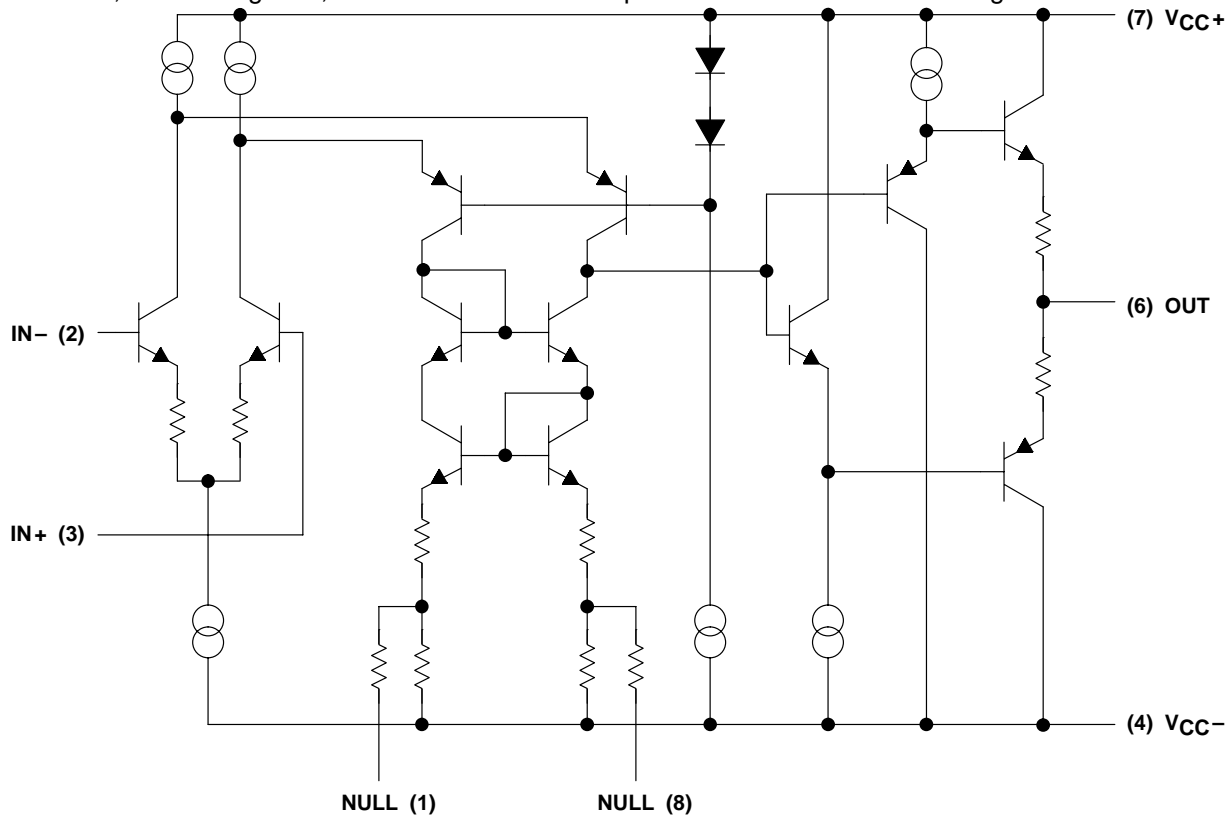 (7) VCC+
IN− (2)
(6) OUT
IN+ (3)
(4) VCC−
NULL (1)
NULL (8)